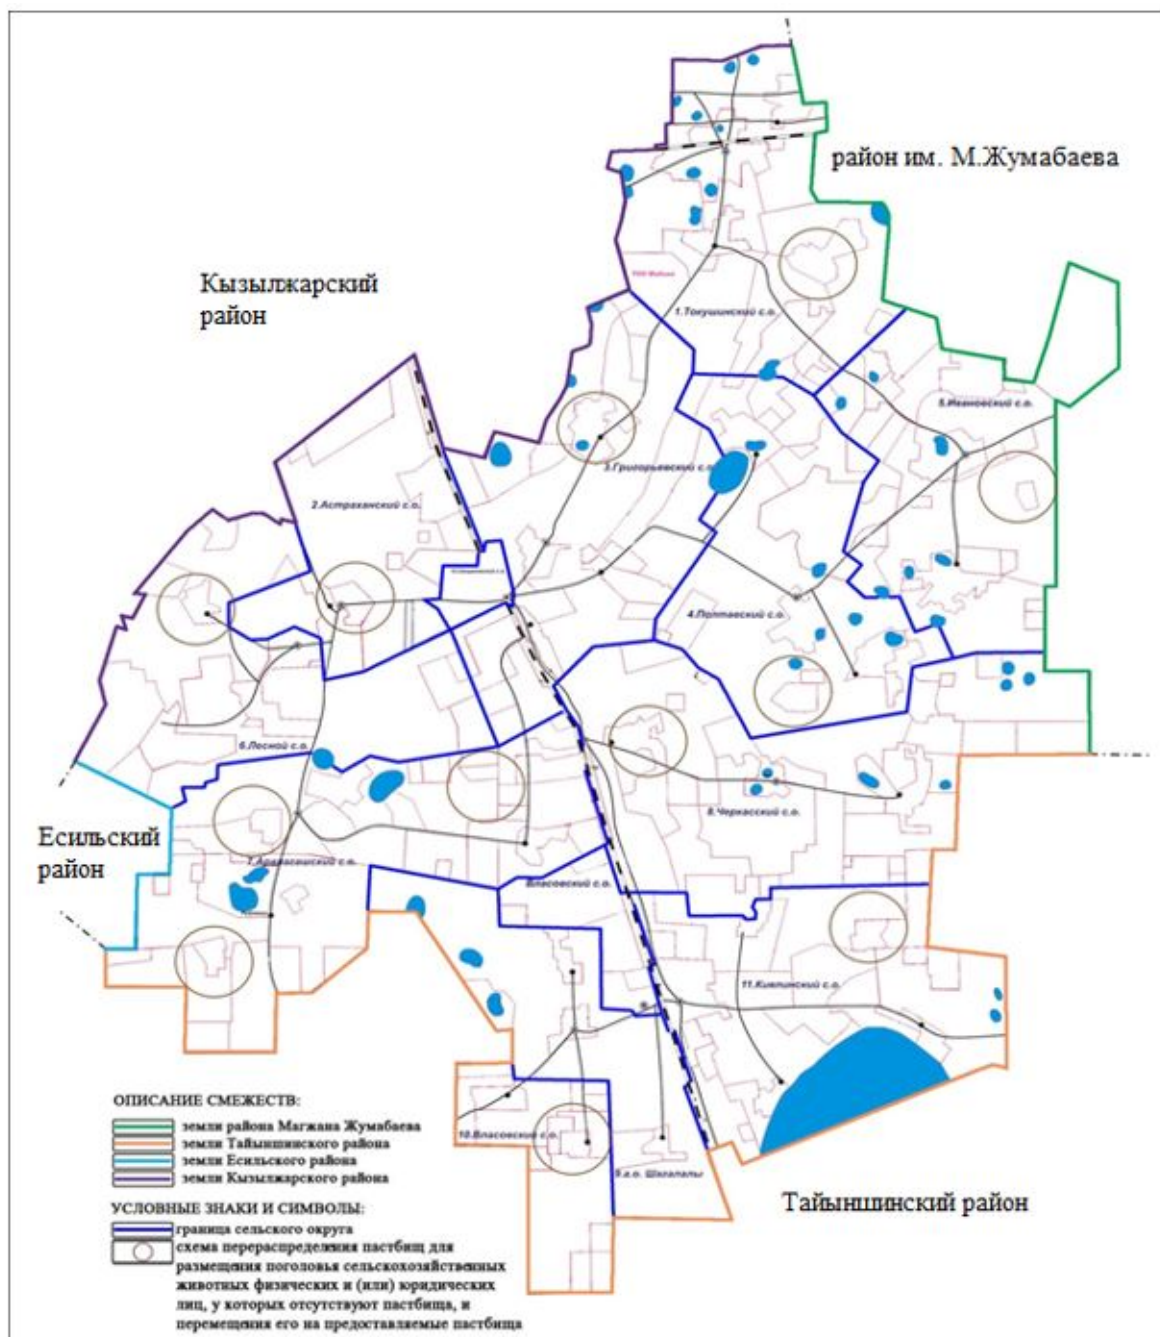 район им. М.Жумабаева
Кызылжарский
район
1.Токушинский с.о.
5.Ивановский с.о.
3.Григорьевский с.о.
2.Астраханский с.о.
4.Полтавский с.о.
6.Лесной с.о.
8.Черкасский с.о.
Есильский
район
7.Аралагашский с.о.
Власовский с.о.
11.Киялинский с.о.
10.Власовский с.о.
9.а.о. Шагалалы
Тайыншинский район
ОПИСАНИЕ СМЕЖЕСТВ:
земли района Магжана Жумабаева
земли Тайыншинского района
земли Есильского района
земли Кызылжарского района
УСЛОВНЫЕ ЗНАКИ И СИМВОЛЫ:
граница сельского округа
схема перераспределения пастбищ для
размещения поголовья сельскохозяйственных
животных физических и (или) юридических
лиц, у которых отсутствуют пастбища, и
перемещения его на предоставляемые пастбища